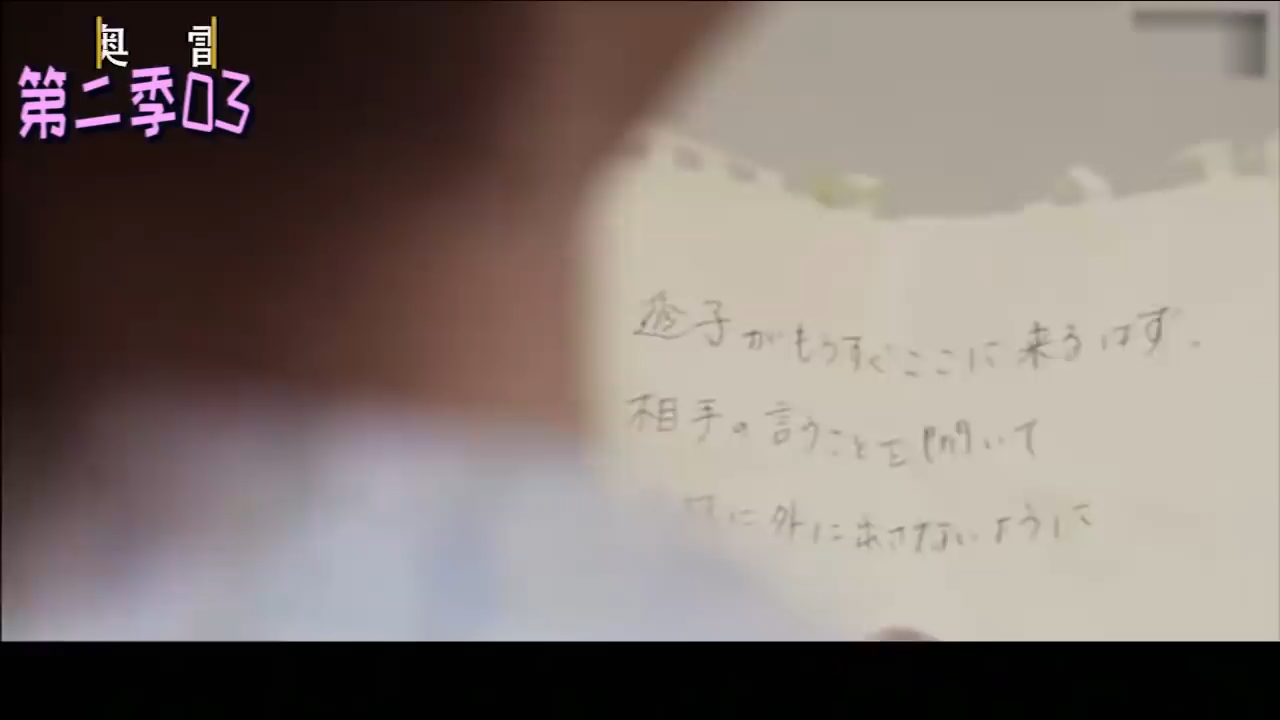 奥 雷
第二季03
子がもうすぐここに来るはず。
相手の言うことを聞いて
に外に出さないように